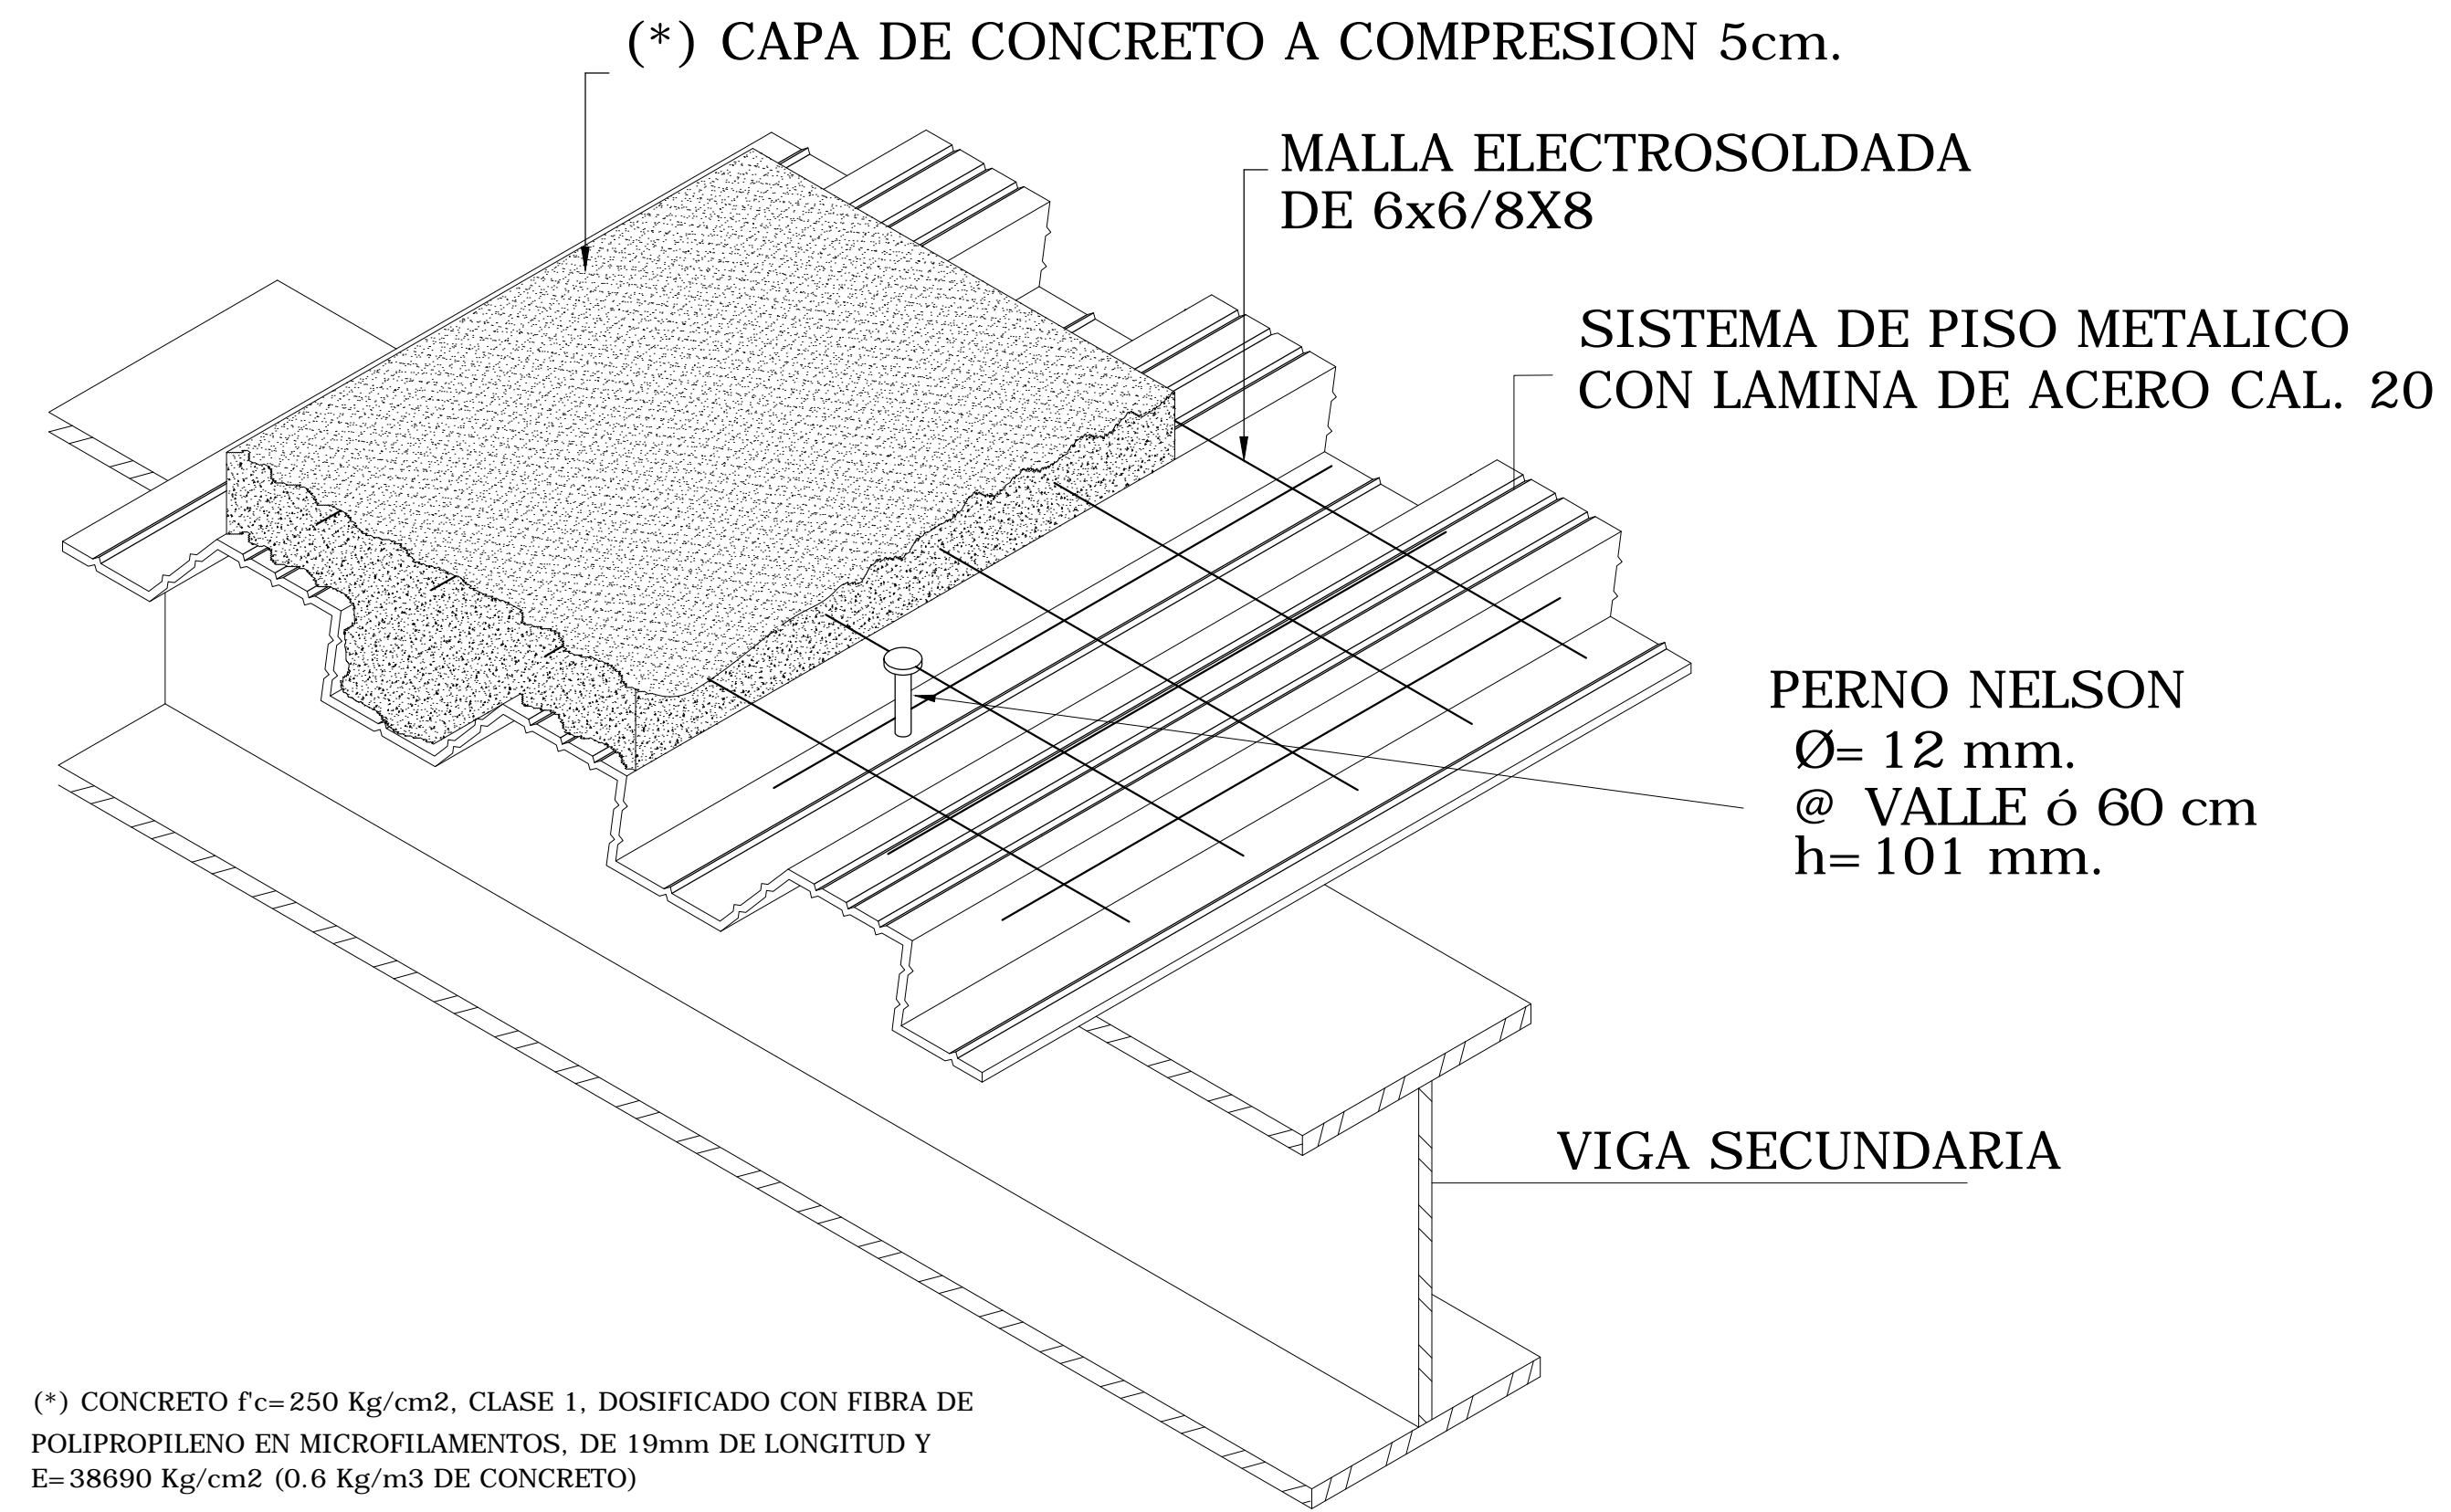 (*) CAPA DE CONCRETO A COMPRESION 5cm.
MALLA ELECTROSOLDADA
DE 6x6/8X8
SISTEMA DE PISO METALICO
CON LAMINA DE ACERO CAL. 20
PERNO NELSON
Ø= 12 mm.
@ VALLE ó 60 cm
h= 101 mm.
VIGA SECUNDARIA
(*) CONCRETO f'c=250 Kg/cm2, CLASE 1, DOSIFICADO CON FIBRA DE
POLIPROPILENO EN MICROFILAMENTOS, DE 19mm DE LONGITUD Y
E=38690 Kg/cm2 (0.6 Kg/m3 DE CONCRETO)